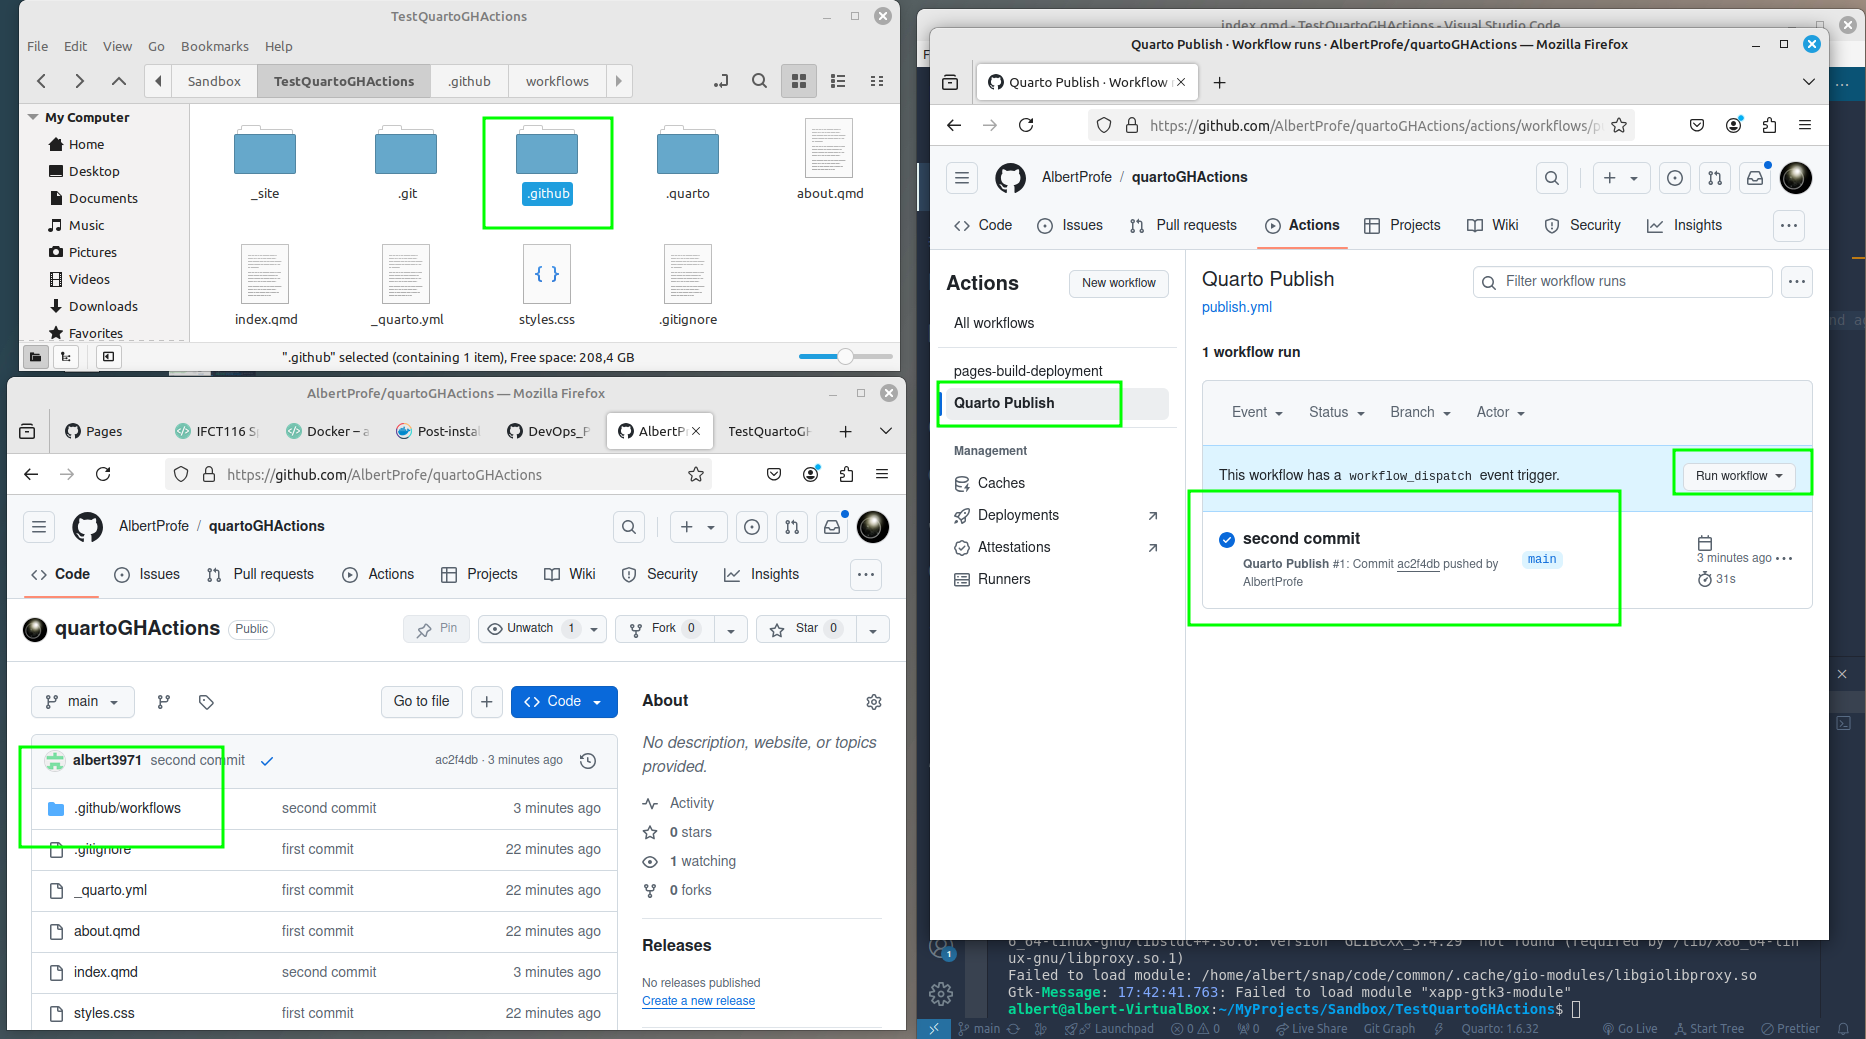 TestQuartoGHActions
File Edit View Go Bookmarks Help
Sandbox TestQuartoGHActions .github workflows
My Computer
Home
Desktop
Documents
Music
Pictures
Videos
Downloads
Favorites
_site .git .github .quarto about.qmd
index.qmd _quarto.yml styles.css .gitignore
".github" selected (containing 1 item), Free space: 208,4 GB
AlbertProfe/quartoGHActions — Mozilla Firefox
Pages IFCT116 Docker – Post-instal DevOps_P AlbertP TestQuartoGH
https://github.com/AlbertProfe/quartoGHActions
AlbertProfe / quartoGHActions
Code Issues Pull requests Actions Projects Wiki Security Insights
quartoGHActions Public Pin Unwatch 1 Fork 0 Star 0
main Go to file Code
albert3971 second commit ac2f4db · 3 minutes ago
.github/workflows second commit 3 minutes ago
.gitignore first commit 22 minutes ago
_quarto.yml first commit 22 minutes ago
about.qmd first commit 22 minutes ago
index.qmd second commit 3 minutes ago
styles.css first commit 22 minutes ago
About
No description, website, or topics
provided.
Activity
0 stars
1 watching
0 forks
Releases
No releases published
Create a new release
index.qmd - TestQuartoGHActions - Visual Studio Code
Quarto Publish · Workflow runs · AlbertProfe/quartoGHActions — Mozilla Firefox
Quarto Publish · Workflow
https://github.com/AlbertProfe/quartoGHActions/actions/workflows/p
AlbertProfe / quartoGHActions
Code Issues Pull requests Actions Projects Wiki Security Insights
Actions New workflow
All workflows
pages-build-deployment
Quarto Publish
Management
Caches
Deployments
Attestations
Runners
Quarto Publish Filter workflow runs
publish.yml
1 workflow run
Event Status Branch Actor
This workflow has a workflow_dispatch event trigger. Run workflow
second commit main 3 minutes ago
Quarto Publish #1: Commit ac2f4db pushed by
AlbertProfe 31s
6_64-linux-gnu/libstdc++.so.6: version `GLIBCXX_3.4.29' not found (required by /lib/x86_64-lin
ux-gnu/libproxy.so.1)
Failed to load module: /home/albert/snap/code/common/.cache/gio-modules/libgiolibproxy.so
Gtk-Message: 17:42:41.763: Failed to load module "xapp-gtk3-module"
albert@albert-VirtualBox:~/MyProjects/Sandbox/TestQuartoGHActions$
main Launchpad 0 0 0 Live Share Git Graph Quarto: 1.6.32 Go Live Start Tree Prettier